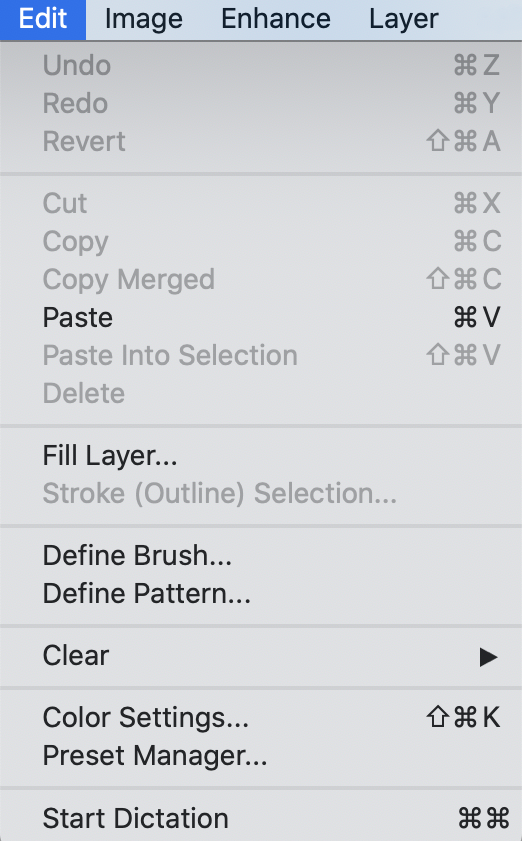 Edit Image Enhance Layer
Undo ⌘Z
Redo ⌘Y
Revert ⇧⌘A
Cut ⌘X
Copy ⌘C
Copy Merged ⇧⌘C
Paste ⌘V
Paste Into Selection ⇧⌘V
Delete
Fill Layer...
Stroke (Outline) Selection...
Define Brush...
Define Pattern...
Clear ▶
Color Settings... ⇧⌘K
Preset Manager...
Start Dictation ⌘⌘